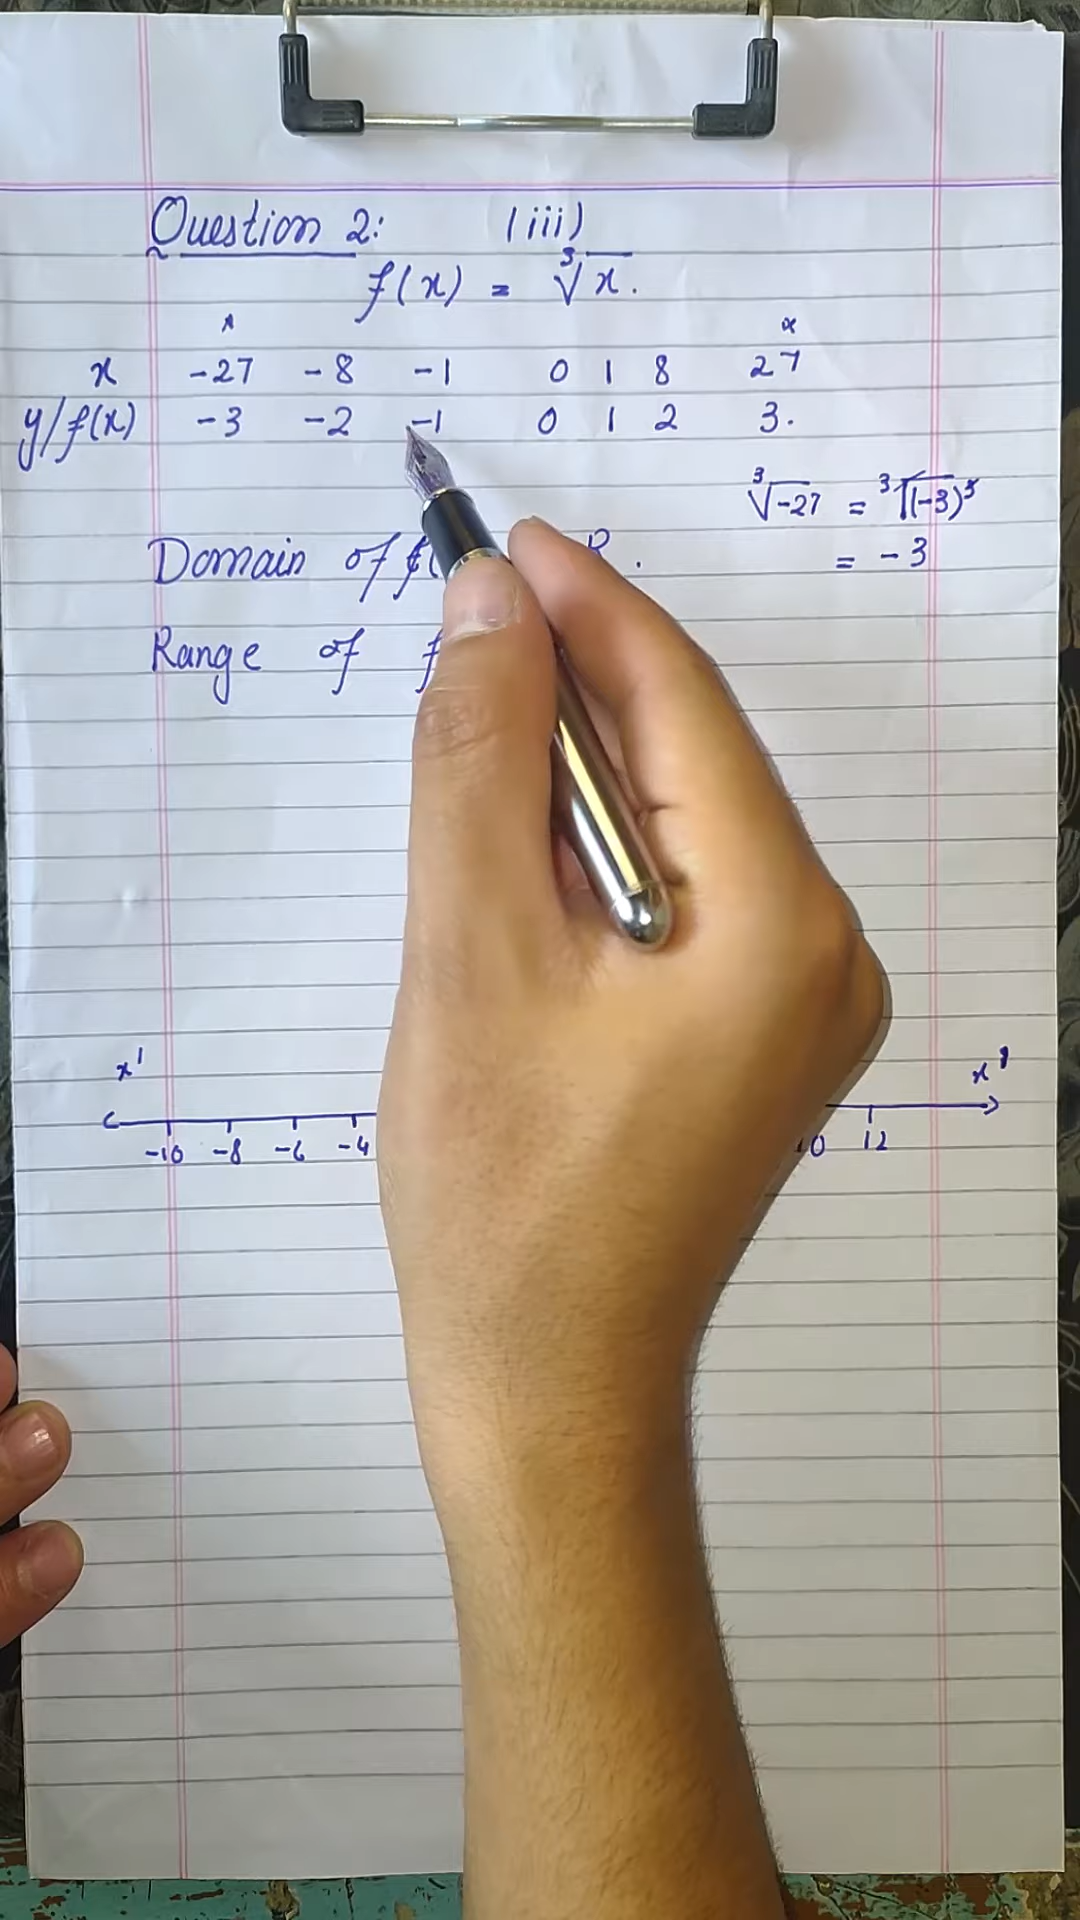 Question 2: (iii)
f(x) = ∛x.
x -27 -8 -1 0 1 8 27
y/f(x) -3 -2 -1 0 1 2 3.
∛-27 = ∛(-3)³
Domain of f( R. = -3
Range of f
x' x'
-10 -8 -6 -4 10 12